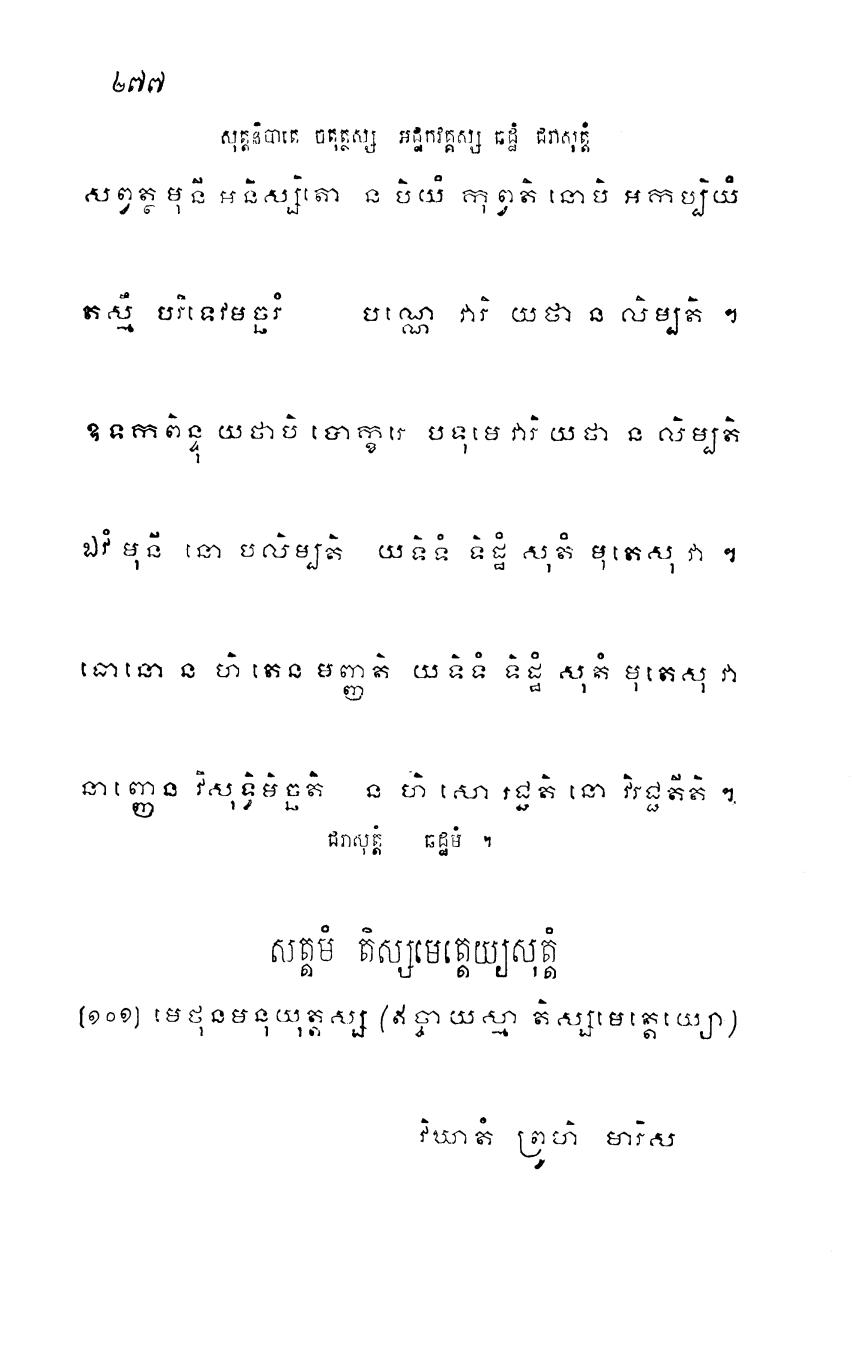 ២៧៧
សុត្តនិបាតេ ចតុត្ថស្ស អដ្ឋកវគ្គស្ស ឆដ្ឋំ ជរាសុត្តំ
សព្វត្ថ មុនី អនិស្សិតោ ន បិយំ កុព្វតិ នោបិ អកប្បិយំ
តស្មឹ បរិទេវមច្ឆរំ បណ្ណេ វារិ យថា ន លិម្បតិ ។
ឧទកពិន្ទុ យថាបិ បោក្ខរេ បទុមេ វារិ យថា ន លិម្បតិ
ឯវំ មុនី នោ បលិម្បតិ យទិទំ ទិដ្ឋំ សុតំ មុតេសុ វា ។
ធោនោ ន ហិ តេន មញ្ញតិ យទិទំ ទិដ្ឋំ សុតំ មុតេសុ វា
នាញ្ញេន វិសុទ្ធិមិច្ឆតិ ន ហិ សោ រជ្ជតិ នោ វិរជ្ជតីតិ ។
ជរាសុត្តំ ឆដ្ឋមំ ។
សត្តមំ តិស្សមេត្តេយ្យសុត្តំ
[១០១] មេថុនមនុយុត្តស្ស (ឥច្ចាយស្មា តិស្សមេត្តេយ្យោ)
វិឃាតំ ព្រូហិ មារិស